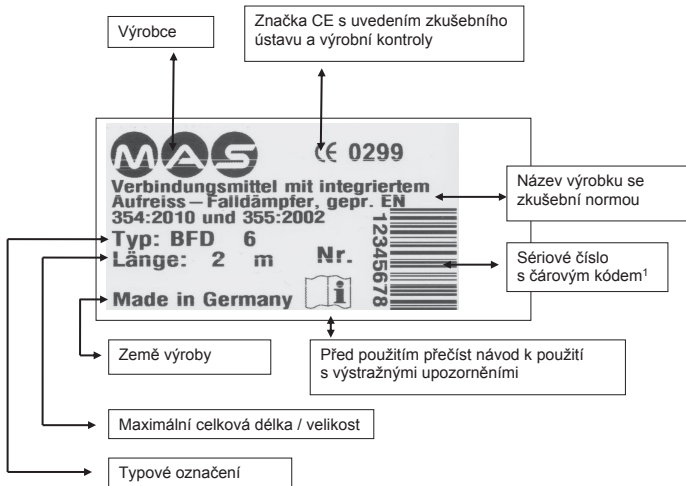 Výrobce
Značka CE s uvedením zkušebního
ústavu a výrobní kontroly
MAS
CE 0299
Verbindungsmittel mit integriertem
Aufreiss – Falldämpfer, gepr. EN
354:2010 und 355:2002
Typ: BFD 6
Länge: 2 m
Nr.
12345678
Made in Germany
i
Název výrobku se
zkušební normou
Sériové číslo
s čárovým kódem¹
Země výroby
Před použitím přečíst návod k použití
s výstražnými upozorněními
Maximální celková délka / velikost
Typové označení